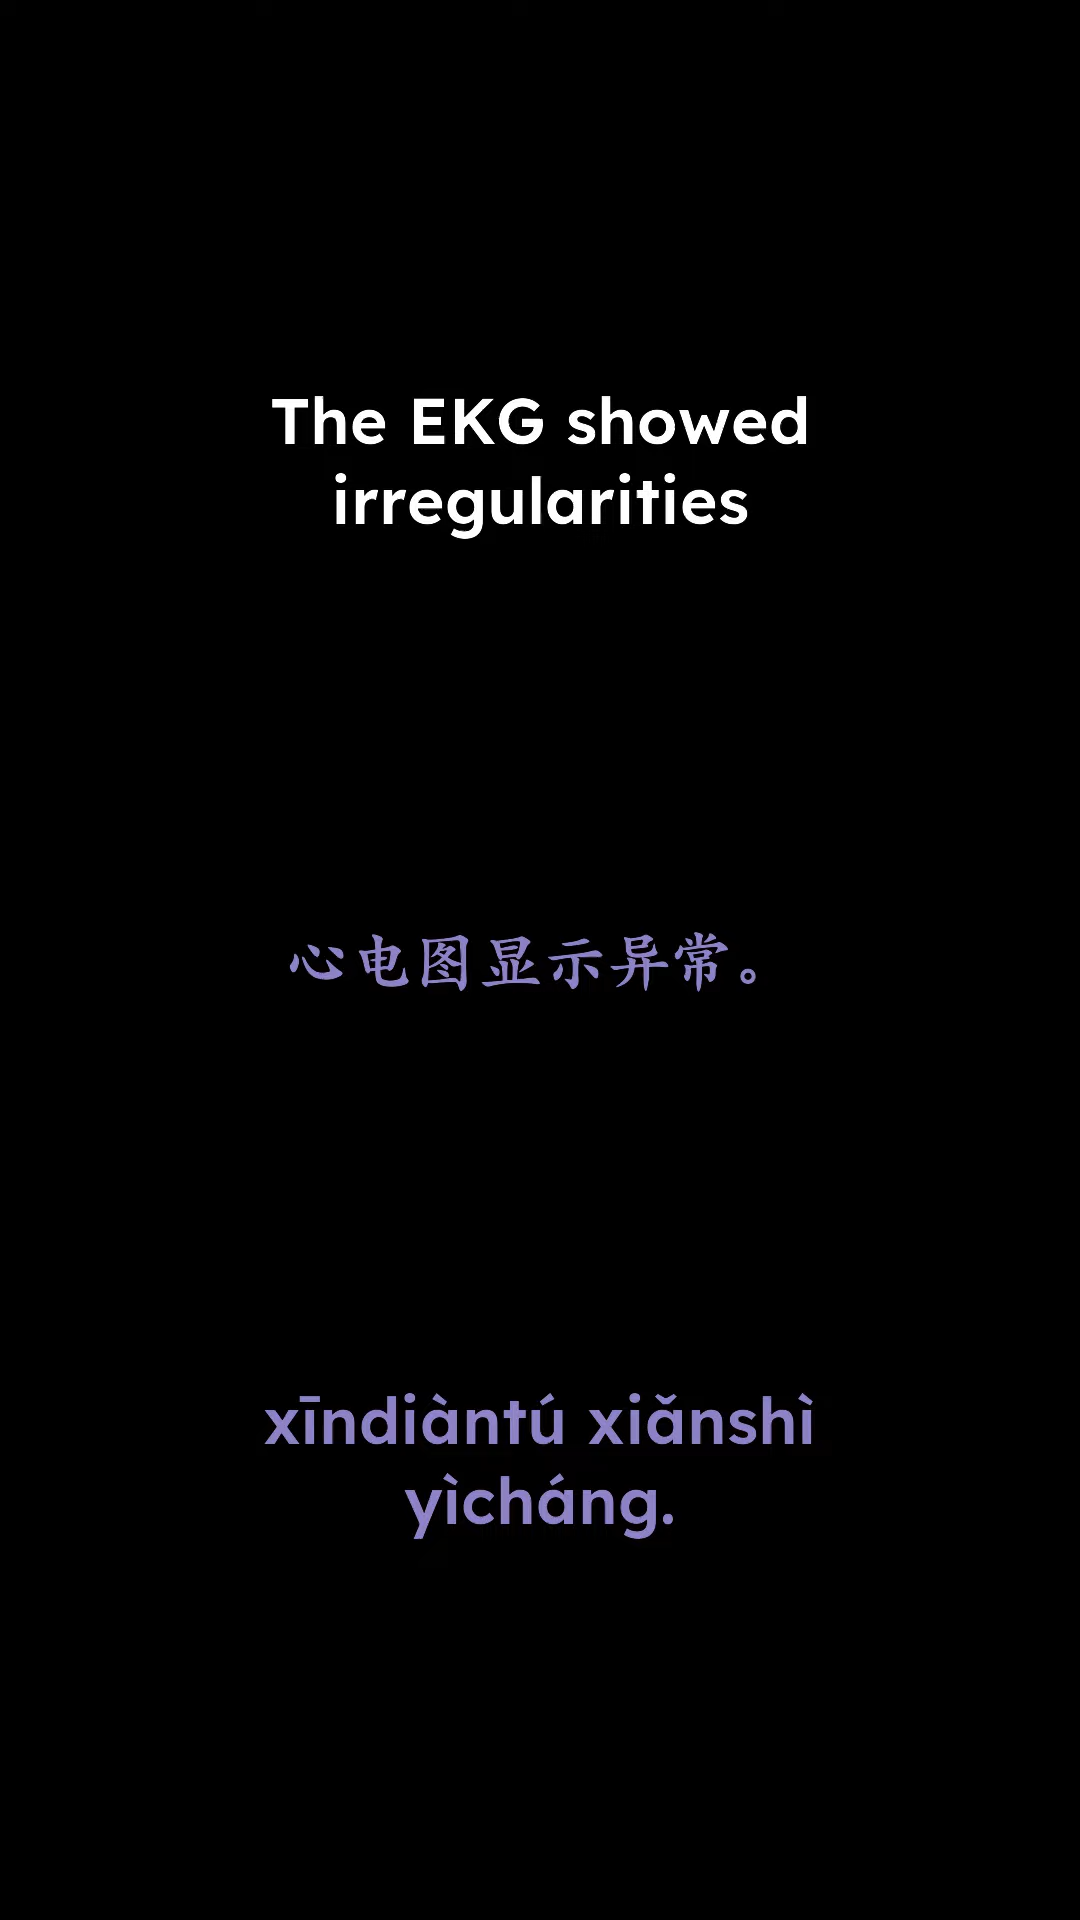 The EKG showed
irregularities
心电图显示异常。
xīndiàntú xiǎnshì
yìcháng.